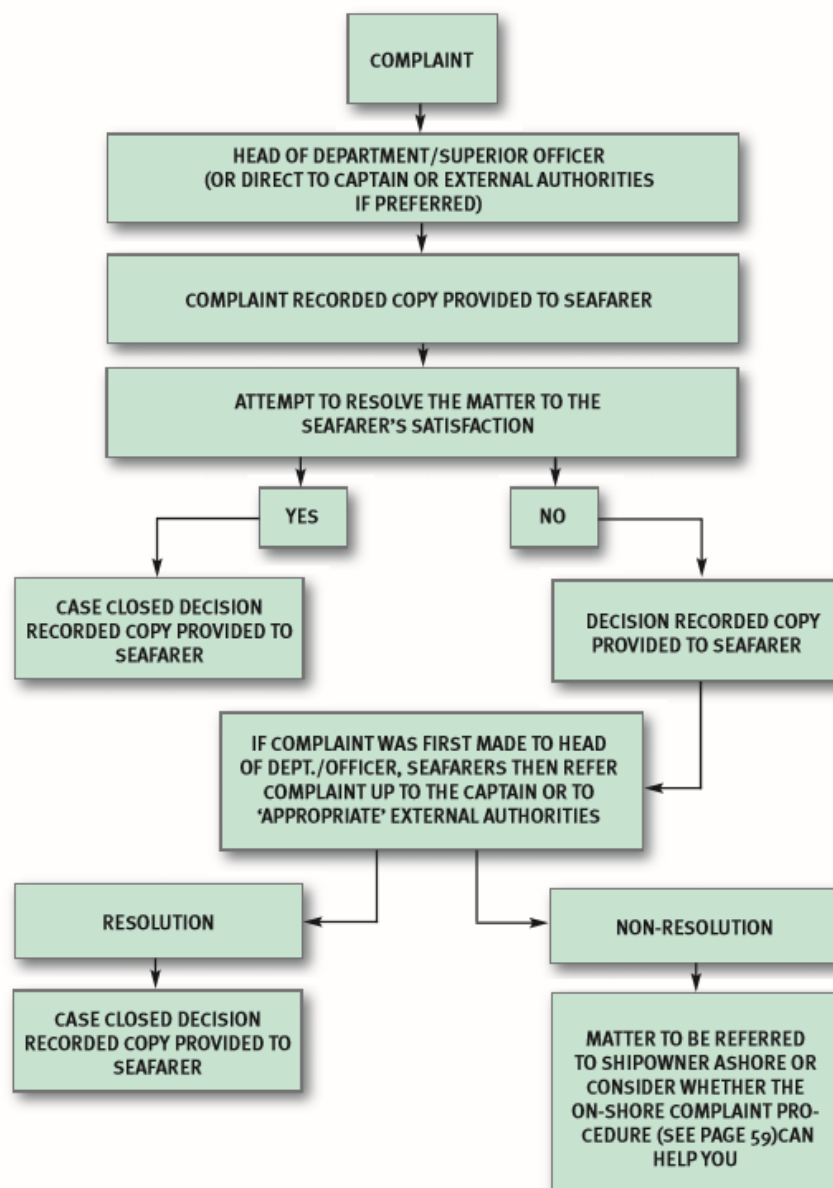 COMPLAINT
HEAD OF DEPARTMENT/SUPERIOR OFFICER
(OR DIRECT TO CAPTAIN OR EXTERNAL AUTHORITIES
IF PREFERRED)
COMPLAINT RECORDED COPY PROVIDED TO SEAFARER
ATTEMPT TO RESOLVE THE MATTER TO THE
SEAFARER'S SATISFACTION
YES
NO
CASE CLOSED DECISION
RECORDED COPY PROVIDED TO
SEAFARER
DECISION RECORDED COPY
PROVIDED TO SEAFARER
IF COMPLAINT WAS FIRST MADE TO HEAD
OF DEPT./OFFICER, SEAFARERS THEN REFER
COMPLAINT UP TO THE CAPTAIN OR TO
‘APPROPRIATE’ EXTERNAL AUTHORITIES
RESOLUTION
NON-RESOLUTION
CASE CLOSED DECISION
RECORDED COPY PROVIDED TO
SEAFARER
MATTER TO BE REFERRED
TO SHIPOWNER ASHORE OR
CONSIDER WHETHER THE
ON-SHORE COMPLAINT PRO-
CEDURE (SEE PAGE 59)CAN
HELP YOU